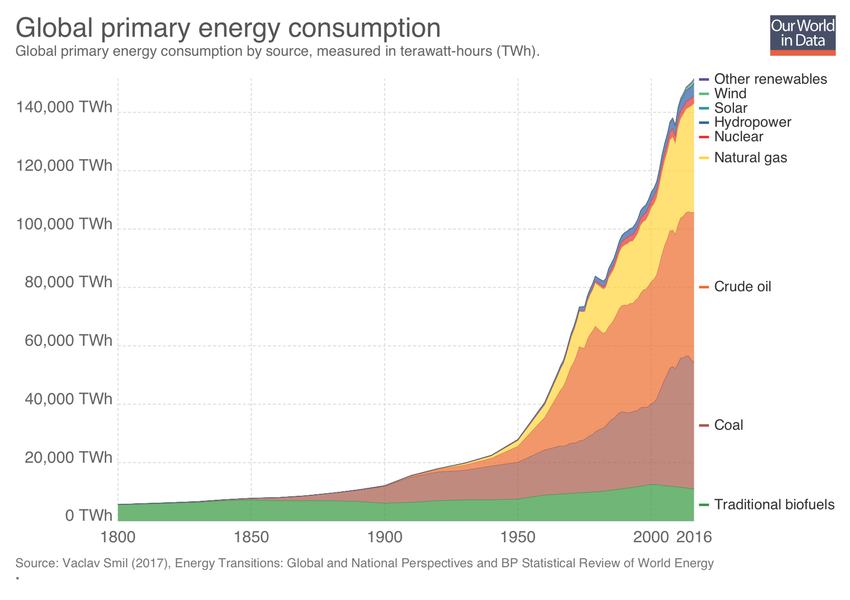 Global primary energy consumption
Global primary energy consumption by source, measured in terawatt-hours (TWh).
Our World
in Data
140,000 TWh
120,000 TWh
100,000 TWh
80,000 TWh
60,000 TWh
40,000 TWh
20,000 TWh
0 TWh
1800
1850
1900
1950
2000
2016
Other renewables
Wind
Solar
Hydropower
Nuclear
Natural gas
Crude oil
Coal
Traditional biofuels
Source: Vaclav Smil (2017), Energy Transitions: Global and National Perspectives and BP Statistical Review of World Energy
.